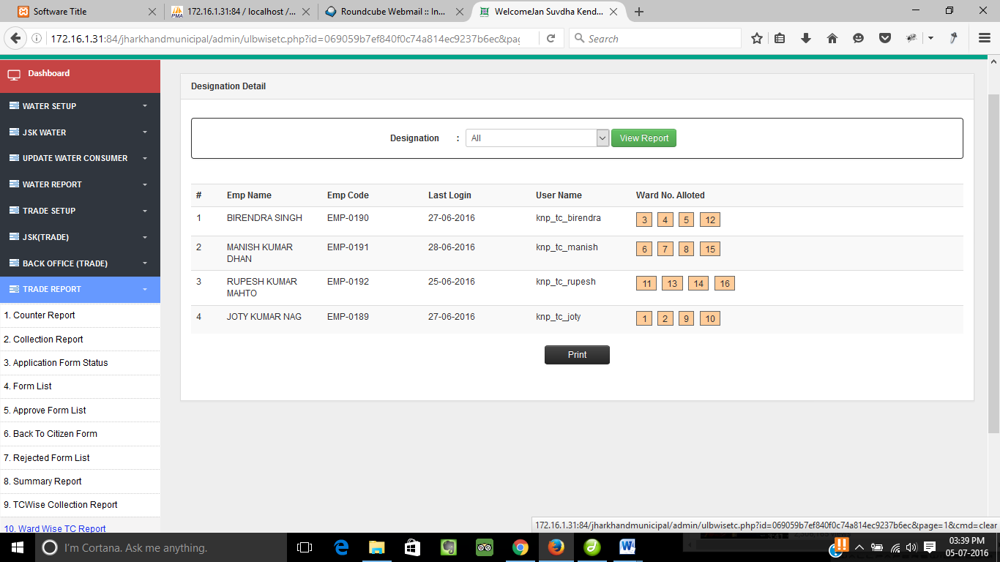 Software Title
172.16.1.31:84 / localhost /...
Roundcube Webmail :: In...
WelcomeJan Suvdha Kend...
172.16.1.31:84/jharkhandmunicipal/admin/ulbwisetc.php?id=069059b7ef840f0c74a814ec9237b6ec&pag
Search
Dashboard
WATER SETUP
JSK WATER
UPDATE WATER CONSUMER
WATER REPORT
TRADE SETUP
JSK(TRADE)
BACK OFFICE (TRADE)
TRADE REPORT
1. Counter Report
2. Collection Report
3. Application Form Status
4. Form List
5. Approve Form List
6. Back To Citizen Form
7. Rejected Form List
8. Summary Report
9. TCWise Collection Report
10. Ward Wise TC Report
Designation Detail
Designation : All View Report
# Emp Name Emp Code Last Login User Name Ward No. Alloted
1 BIRENDRA SINGH EMP-0190 27-06-2016 knp_tc_birendra 3 4 5 12
2 MANISH KUMAR DHAN EMP-0191 28-06-2016 knp_tc_manish 6 7 8 15
3 RUPESH KUMAR MAHTO EMP-0192 25-06-2016 knp_tc_rupesh 11 13 14 16
4 JOTY KUMAR NAG EMP-0189 27-06-2016 knp_tc_joty 1 2 9 10
Print
172.16.1.31:84/jharkhandmunicipal/admin/ulbwisetc.php?id=069059b7ef840f0c74a814ec9237b6ec&page=1&cmd=clear
I'm Cortana. Ask me anything.
03:39 PM
05-07-2016